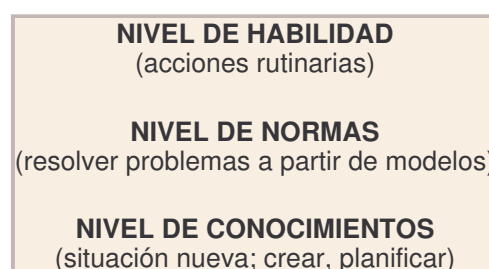 NIVEL DE HABILIDAD
(acciones rutinarias)
NIVEL DE NORMAS
(resolver problemas a partir de modelos)
NIVEL DE CONOCIMIENTOS
(situación nueva; crear, planificar)